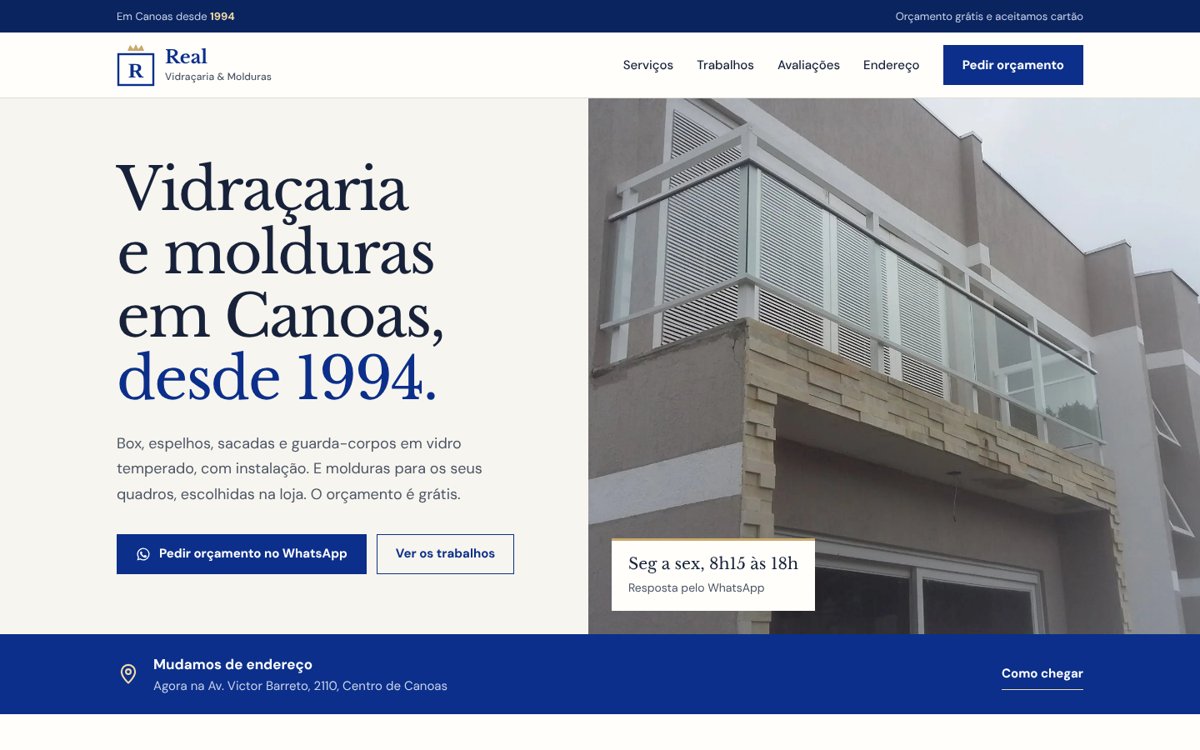 Em Canoas desde 1994
Orçamento grátis e aceitamos cartão
R
Real
Vidraçaria & Molduras
Serviços
Trabalhos
Avaliações
Endereço
Pedir orçamento
Vidraçaria
e molduras
em Canoas,
desde 1994.
Box, espelhos, sacadas e guarda-corpos em vidro
temperado, com instalação. E molduras para os seus
quadros, escolhidas na loja. O orçamento é grátis.
Pedir orçamento no WhatsApp
Ver os trabalhos
Seg a sex, 8h15 às 18h
Resposta pelo WhatsApp
Mudamos de endereço
Agora na Av. Victor Barreto, 2110, Centro de Canoas
Como chegar